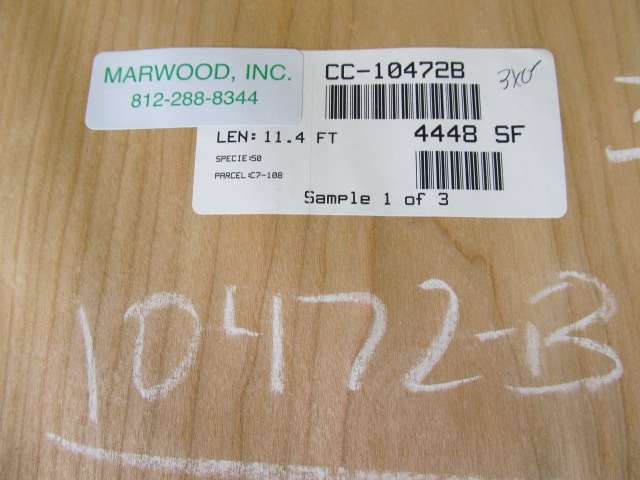 MARWOOD, INC.
812-288-8344
CC-10472B
LEN: 11.4 FT
4448 SF
SPECIE:50
PARCEL:C7-108
Sample 1 of 3
10472-B